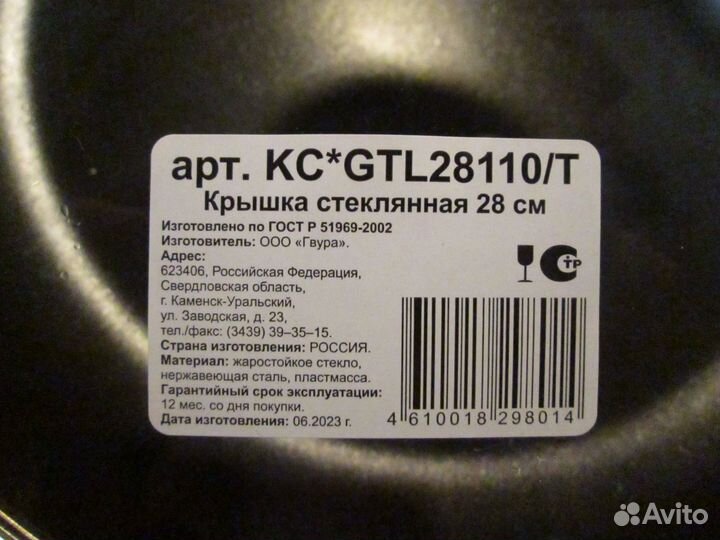 арт. KC*GTL28110/T
Крышка стеклянная 28 см
Изготовлено по ГОСТ Р 51969-2002
Изготовитель: ООО «Гвура».
Адрес:
623406, Российская Федерация,
Свердловская область,
г. Каменск-Уральский,
ул. Заводская, д. 23,
тел./факс: (3439) 39–35–15.
Страна изготовления: РОССИЯ.
Материал: жаростойкое стекло,
нержавеющая сталь, пластмасса.
Гарантийный срок эксплуатации:
12 мес. со дня покупки.
Дата изготовления: 06.2023 г.
СТР
4 610018 298014
Avito